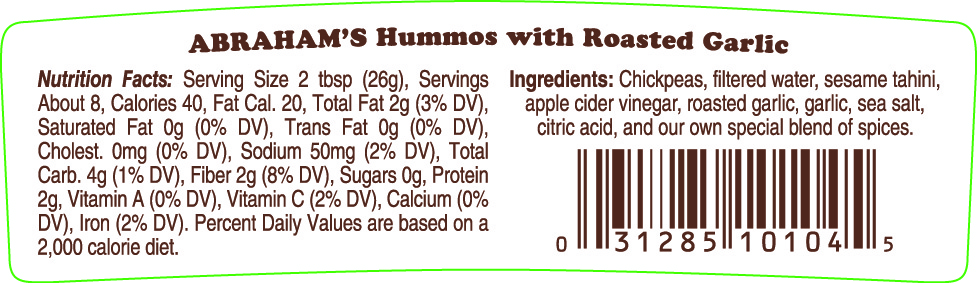 ABRAHAM'S Hummos with Roasted Garlic
Nutrition Facts: Serving Size 2 tbsp (26g), Servings
About 8, Calories 40, Fat Cal. 20, Total Fat 2g (3% DV),
Saturated Fat 0g (0% DV), Trans Fat 0g (0% DV),
Cholest. 0mg (0% DV), Sodium 50mg (2% DV), Total
Carb. 4g (1% DV), Fiber 2g (8% DV), Sugars 0g, Protein
2g, Vitamin A (0% DV), Vitamin C (2% DV), Calcium (0%
DV), Iron (2% DV). Percent Daily Values are based on a
2,000 calorie diet.
Ingredients: Chickpeas, filtered water, sesame tahini,
apple cider vinegar, roasted garlic, garlic, sea salt,
citric acid, and our own special blend of spices.
0 31285 10104 5